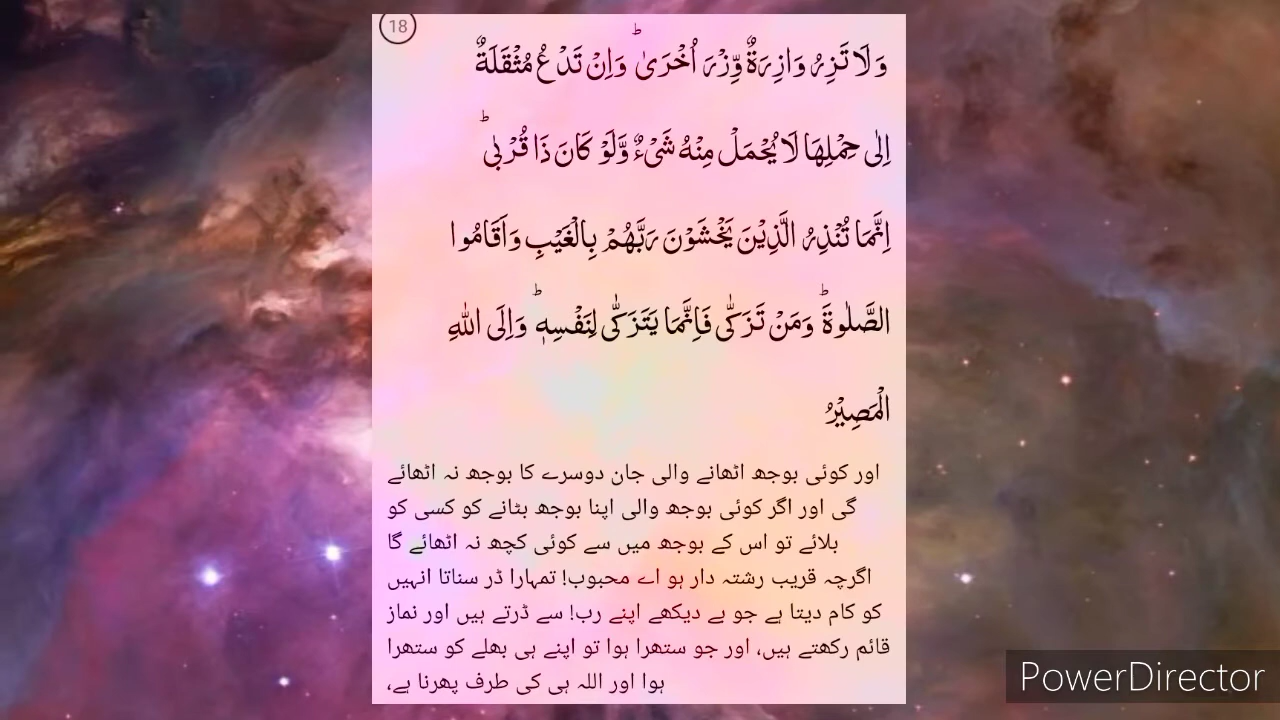 18
وَلَا تَزِرُ وَازِرَةٌ وِّزْرَ اُخْرٰىؕ وَاِنْ تَدْعُ مُثْقَلَةٌ
اِلٰى حِمْلِهَا لَا يُحْمَلْ مِنْهُ شَىْءٌ وَّلَوْ كَانَ ذَا قُرْبٰىؕ
اِنَّمَا تُنْذِرُ الَّذِيْنَ يَخْشَوْنَ رَبَّهُمْ بِالْغَيْبِ وَاَقَامُوا
الصَّلٰوةَؕ وَمَنْ تَزَكّٰى فَاِنَّمَا يَتَزَكّٰى لِنَفْسِهٖؕ وَاِلَى اللّٰهِ
الْمَصِيْرُ
اور کوئی بوجھ اٹھانے والی جان دوسرے کا بوجھ نہ اٹھائے
گی اور اگر کوئی بوجھ والی اپنا بوجھ بٹانے کو کسی کو
بلائے تو اس کے بوجھ میں سے کوئی کچھ نہ اٹھائے گا
اگرچہ قریب رشتہ دار ہو اے محبوب! تمہارا ڈر سناتا انہیں
کو کام دیتا ہے جو بے دیکھے اپنے رب! سے ڈرتے ہیں اور نماز
قائم رکھتے ہیں، اور جو ستھرا ہوا تو اپنے ہی بھلے کو ستھرا
ہوا اور اللہ ہی کی طرف پھرنا ہے،
PowerDirector